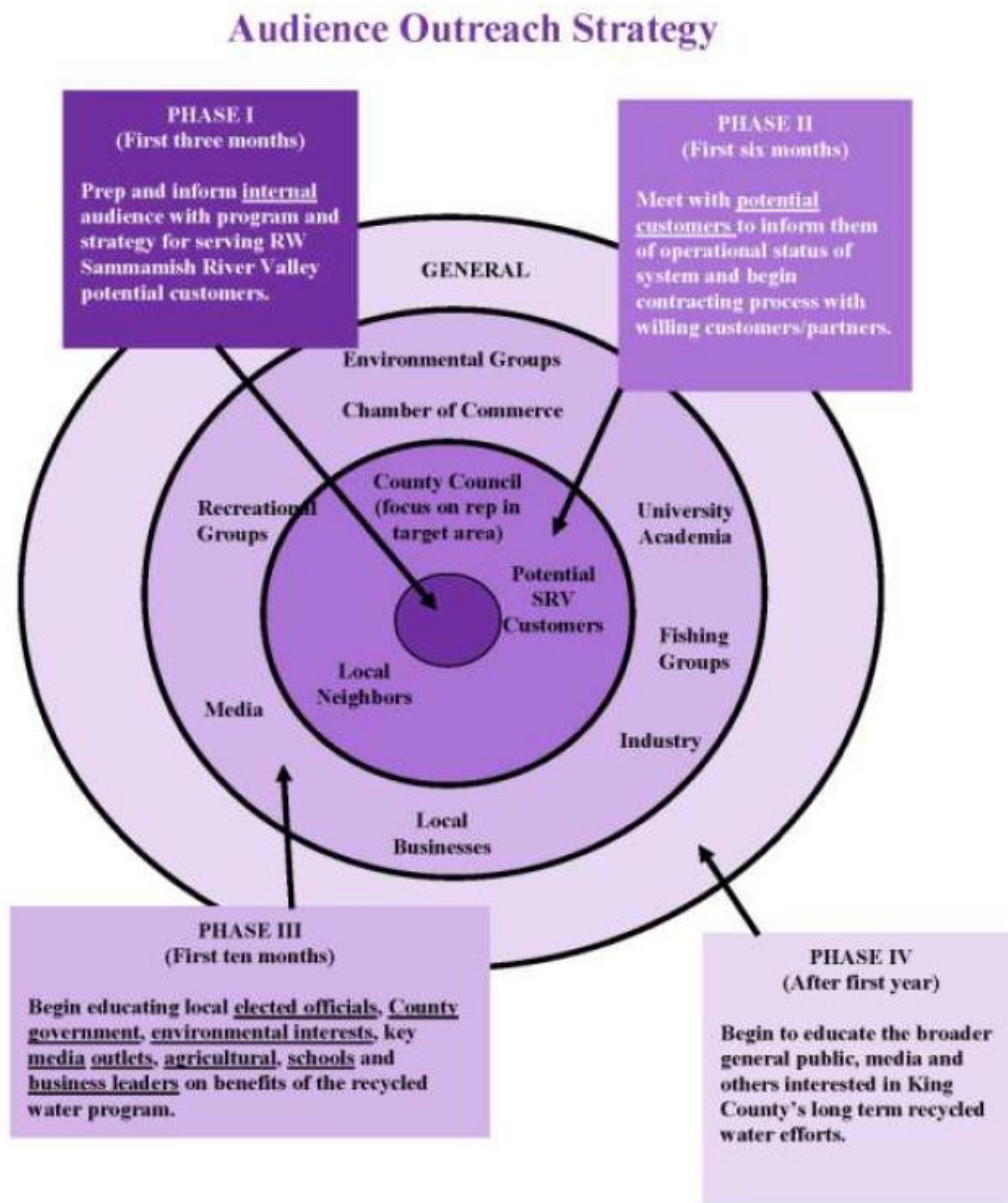 Audience Outreach Strategy
PHASE I
(First three months)
Prep and inform internal
audience with program and
strategy for serving RW
Sammamish River Valley
potential customers.
PHASE II
(First six months)
Meet with potential
customers to inform them
of operational status of
system and begin
contracting process with
willing customers/partners.
GENERAL
Environmental Groups
Chamber of Commerce
County Council
(focus on rep in
target area)
Recreational
Groups
University
Academia
Potential
SRV
Customers
Fishing
Groups
Local
Neighbors
Media
Industry
Local
Businesses
PHASE III
(First ten months)
Begin educating local elected officials, County
government, environmental interests, key
media outlets, agricultural, schools and
business leaders on benefits of the recycled
water program.
PHASE IV
(After first year)
Begin to educate the broader
general public, media and
others interested in King
County's long term recycled
water efforts.